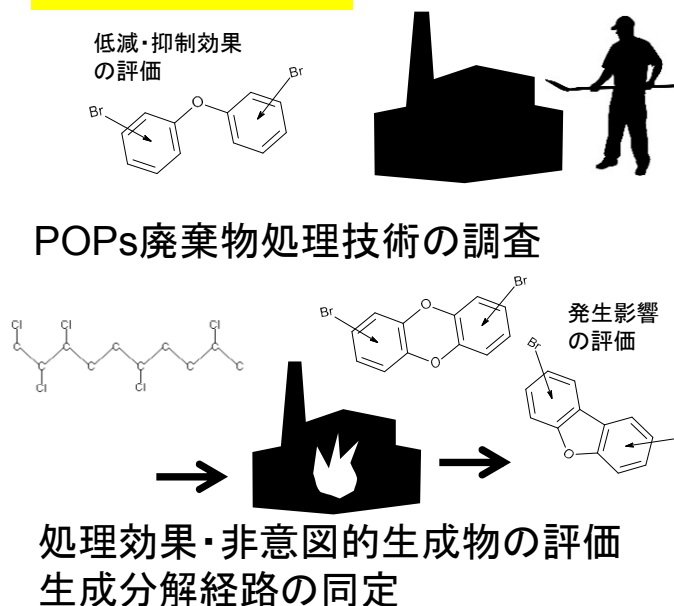 低減・抑制効果
の評価
Br
O
Br
POPs廃棄物処理技術の調査
Cl
Cl
Cl
C
C
C
C
C
C
C
C
C
C
Cl
Cl
Br
O
O
Br
発生影響
の評価
Br
O
処理効果・非意図的生成物の評価
生成分解経路の同定